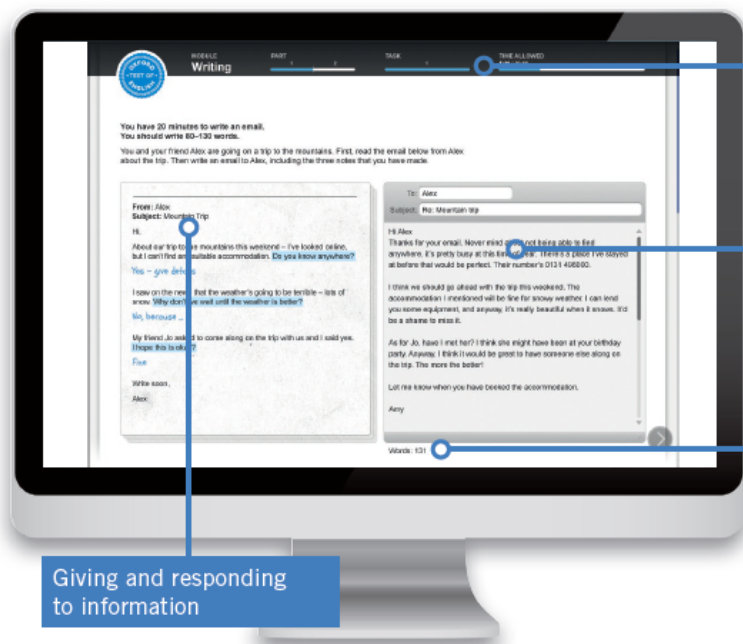 OXFORD
TEST OF
ENGLISH
MODULE
Writing
PART
1 2
TASK
1
TIME ALLOWED
You have 20 minutes to write an email.
You should write 80–130 words.
You and your friend Alex are going on a trip to the mountains. First, read the email below from Alex
about the trip. Then write an email to Alex, including the three notes that you have made.
From: Alex
Subject: Mountain Trip
Hi,
About our trip to the mountains this weekend – I've looked online,
but I can't find any suitable accommodation. Do you know anywhere?
Yes – give details
I saw on the news that the weather's going to be terrible – lots of
snow. Why don't we wait until the weather is better?
No, because ...
My friend Jo asked to come along on the trip with us and I said yes.
I hope this is okay?
Fine
Write soon,
Alex
To: Alex
Subject: Re: Mountain trip
Hi Alex
Thanks for your email. Never mind about not being able to find
anywhere, it's pretty busy at this time of year. There's a place I've stayed
at before that would be perfect. Their number's 0131 496000.
I think we should go ahead with the trip this weekend. The
accommodation I mentioned will be fine for snowy weather. I can lend
you some equipment, and anyway, it's really beautiful when it snows. It'd
be a shame to miss it.
As for Jo, have I met her? I think she might have been at your birthday
party. Anyway, I think it would be great to have someone else along on
the trip. The more the better!
Let me know when you have booked the accommodation.
Amy
Words: 131
Giving and responding
to information